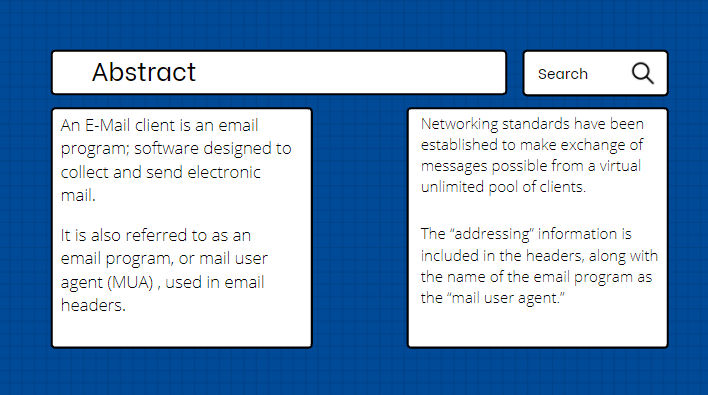 Abstract
Search
An E-Mail client is an email
program; software designed to
collect and send electronic
mail.
It is also referred to as an
email program, or mail user
agent (MUA) , used in email
headers.
Networking standards have been
established to make exchange of
messages possible from a virtual
unlimited pool of clients.
The “addressing” information is
included in the headers, along with
the name of the email program as
the “mail user agent.”